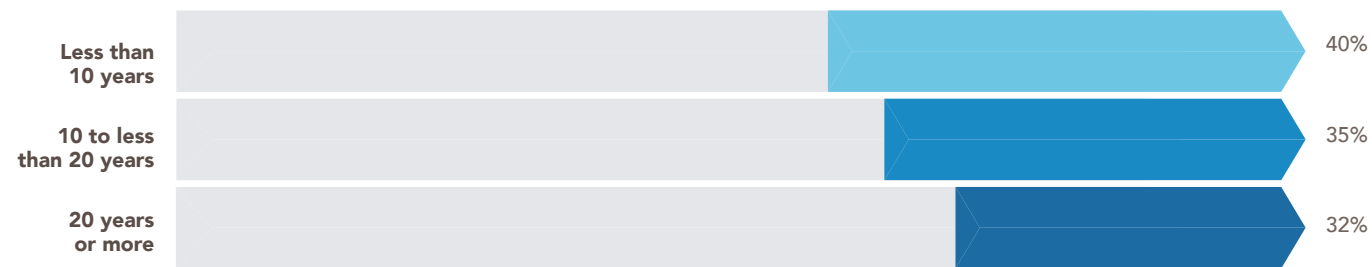 Less than
10 years
40%
10 to less
than 20 years
35%
20 years
or more
32%